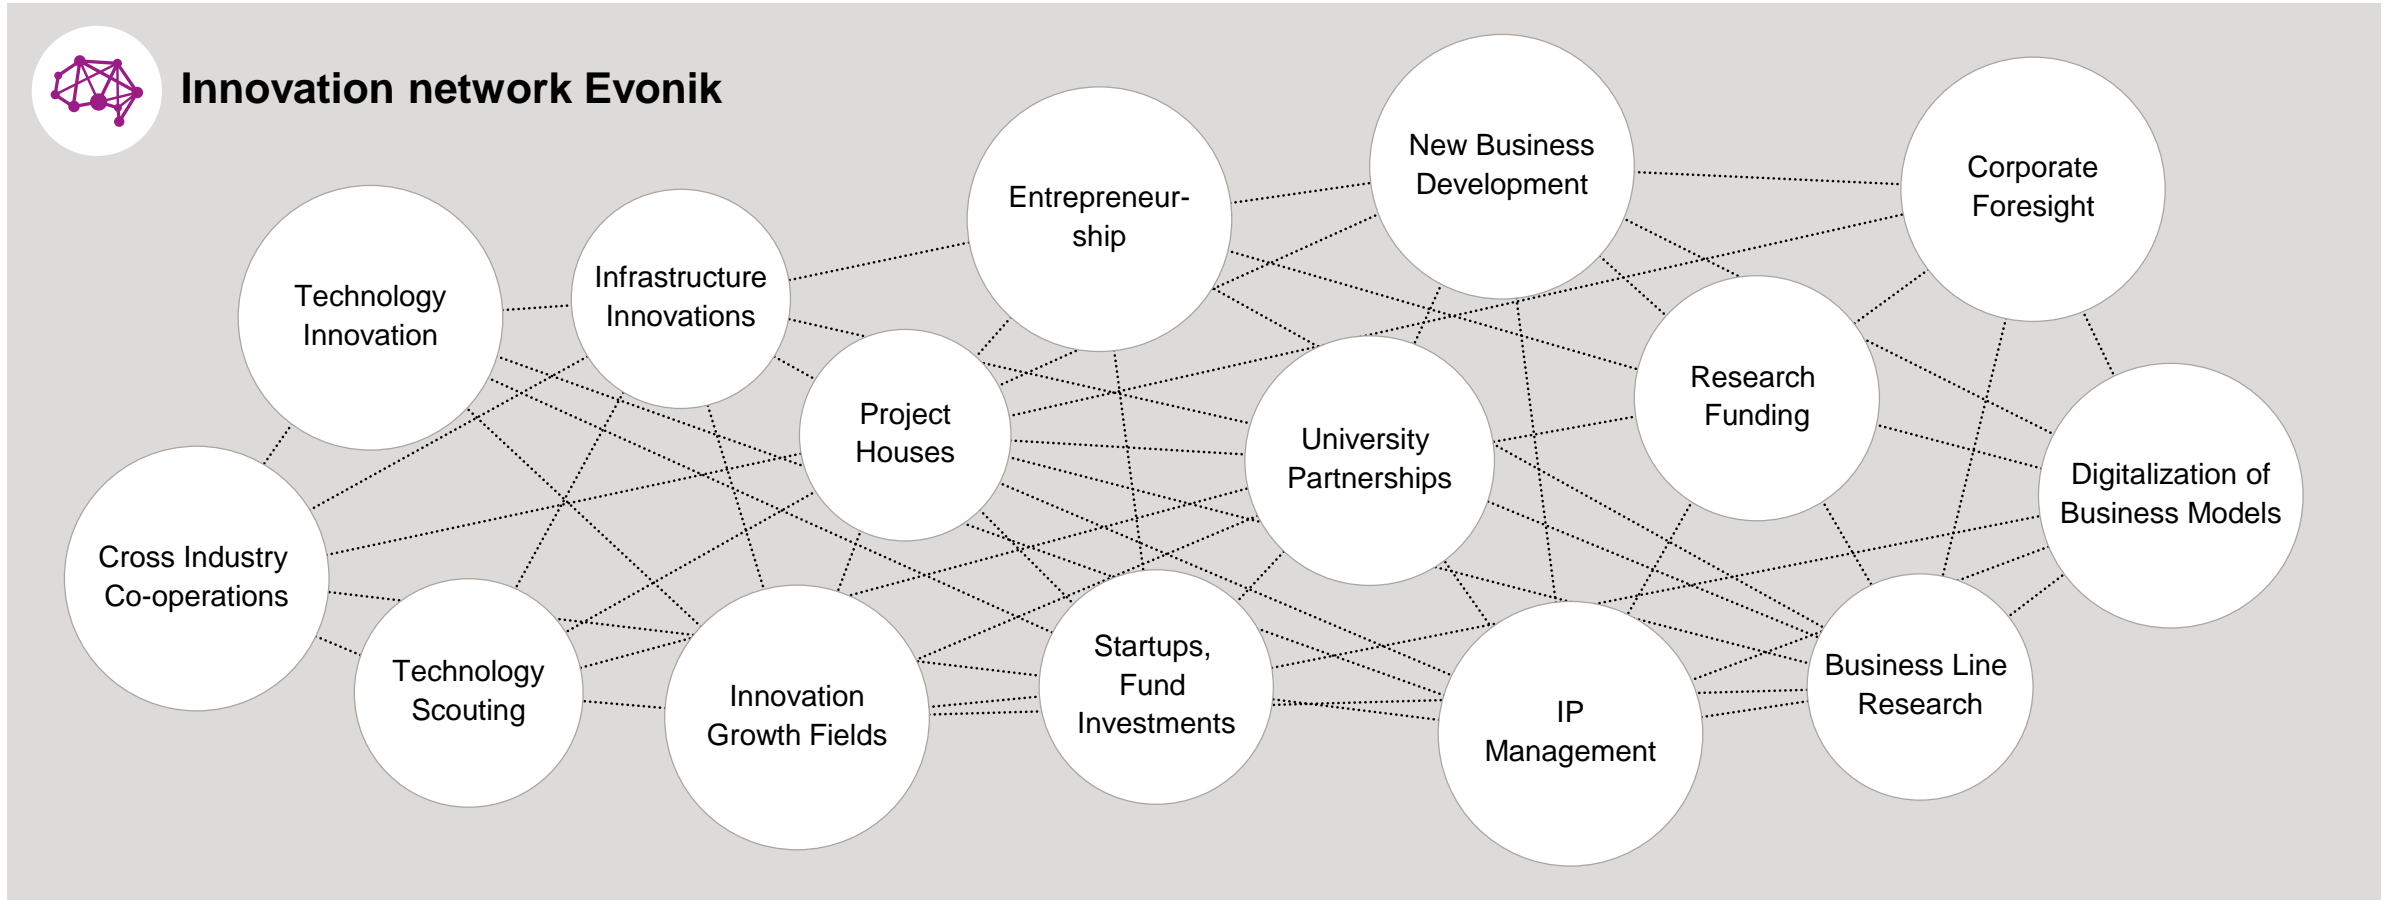 Innovation network Evonik
New Business
Development
Corporate
Foresight
Entrepreneur-
ship
Technology
Innovation
Infrastructure
Innovations
Project
Houses
University
Partnerships
Research
Funding
Digitalization of
Business Models
Cross Industry
Co-operations
Technology
Scouting
Innovation
Growth Fields
Startups,
Fund
Investments
IP
Management
Business Line
Research